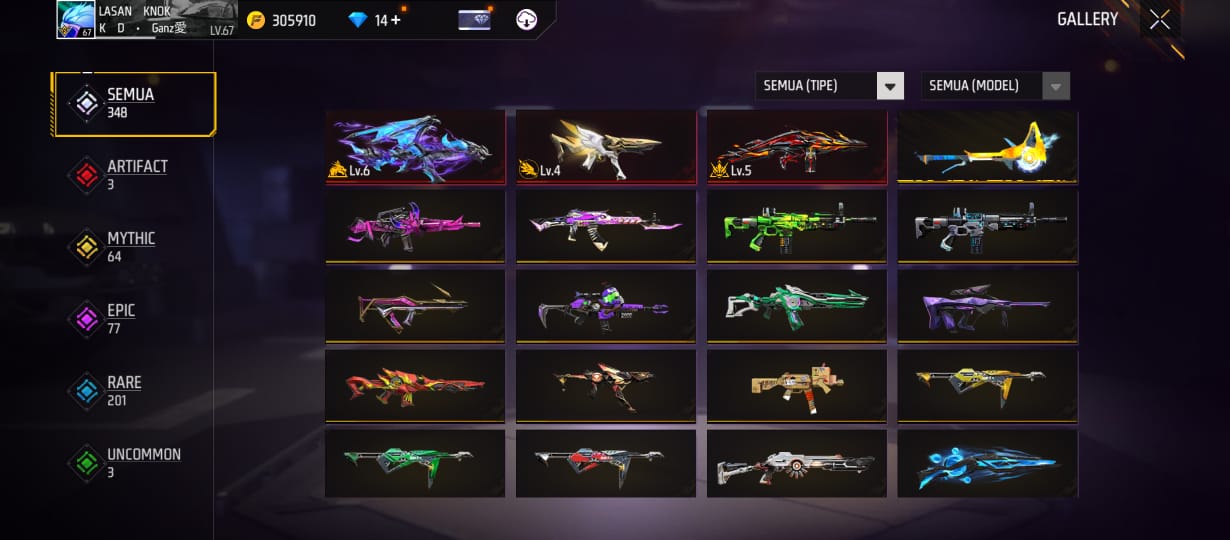 LASAN KNOK
K D · Ganz愛
LV.67
67
305910
14+
GALLERY
SEMUA
348
SEMUA (TIPE)
SEMUA (MODEL)
ARTIFACT
3
MYTHIC
64
EPIC
77
RARE
201
UNCOMMON
3
Lv.6
Lv.4
Lv.5